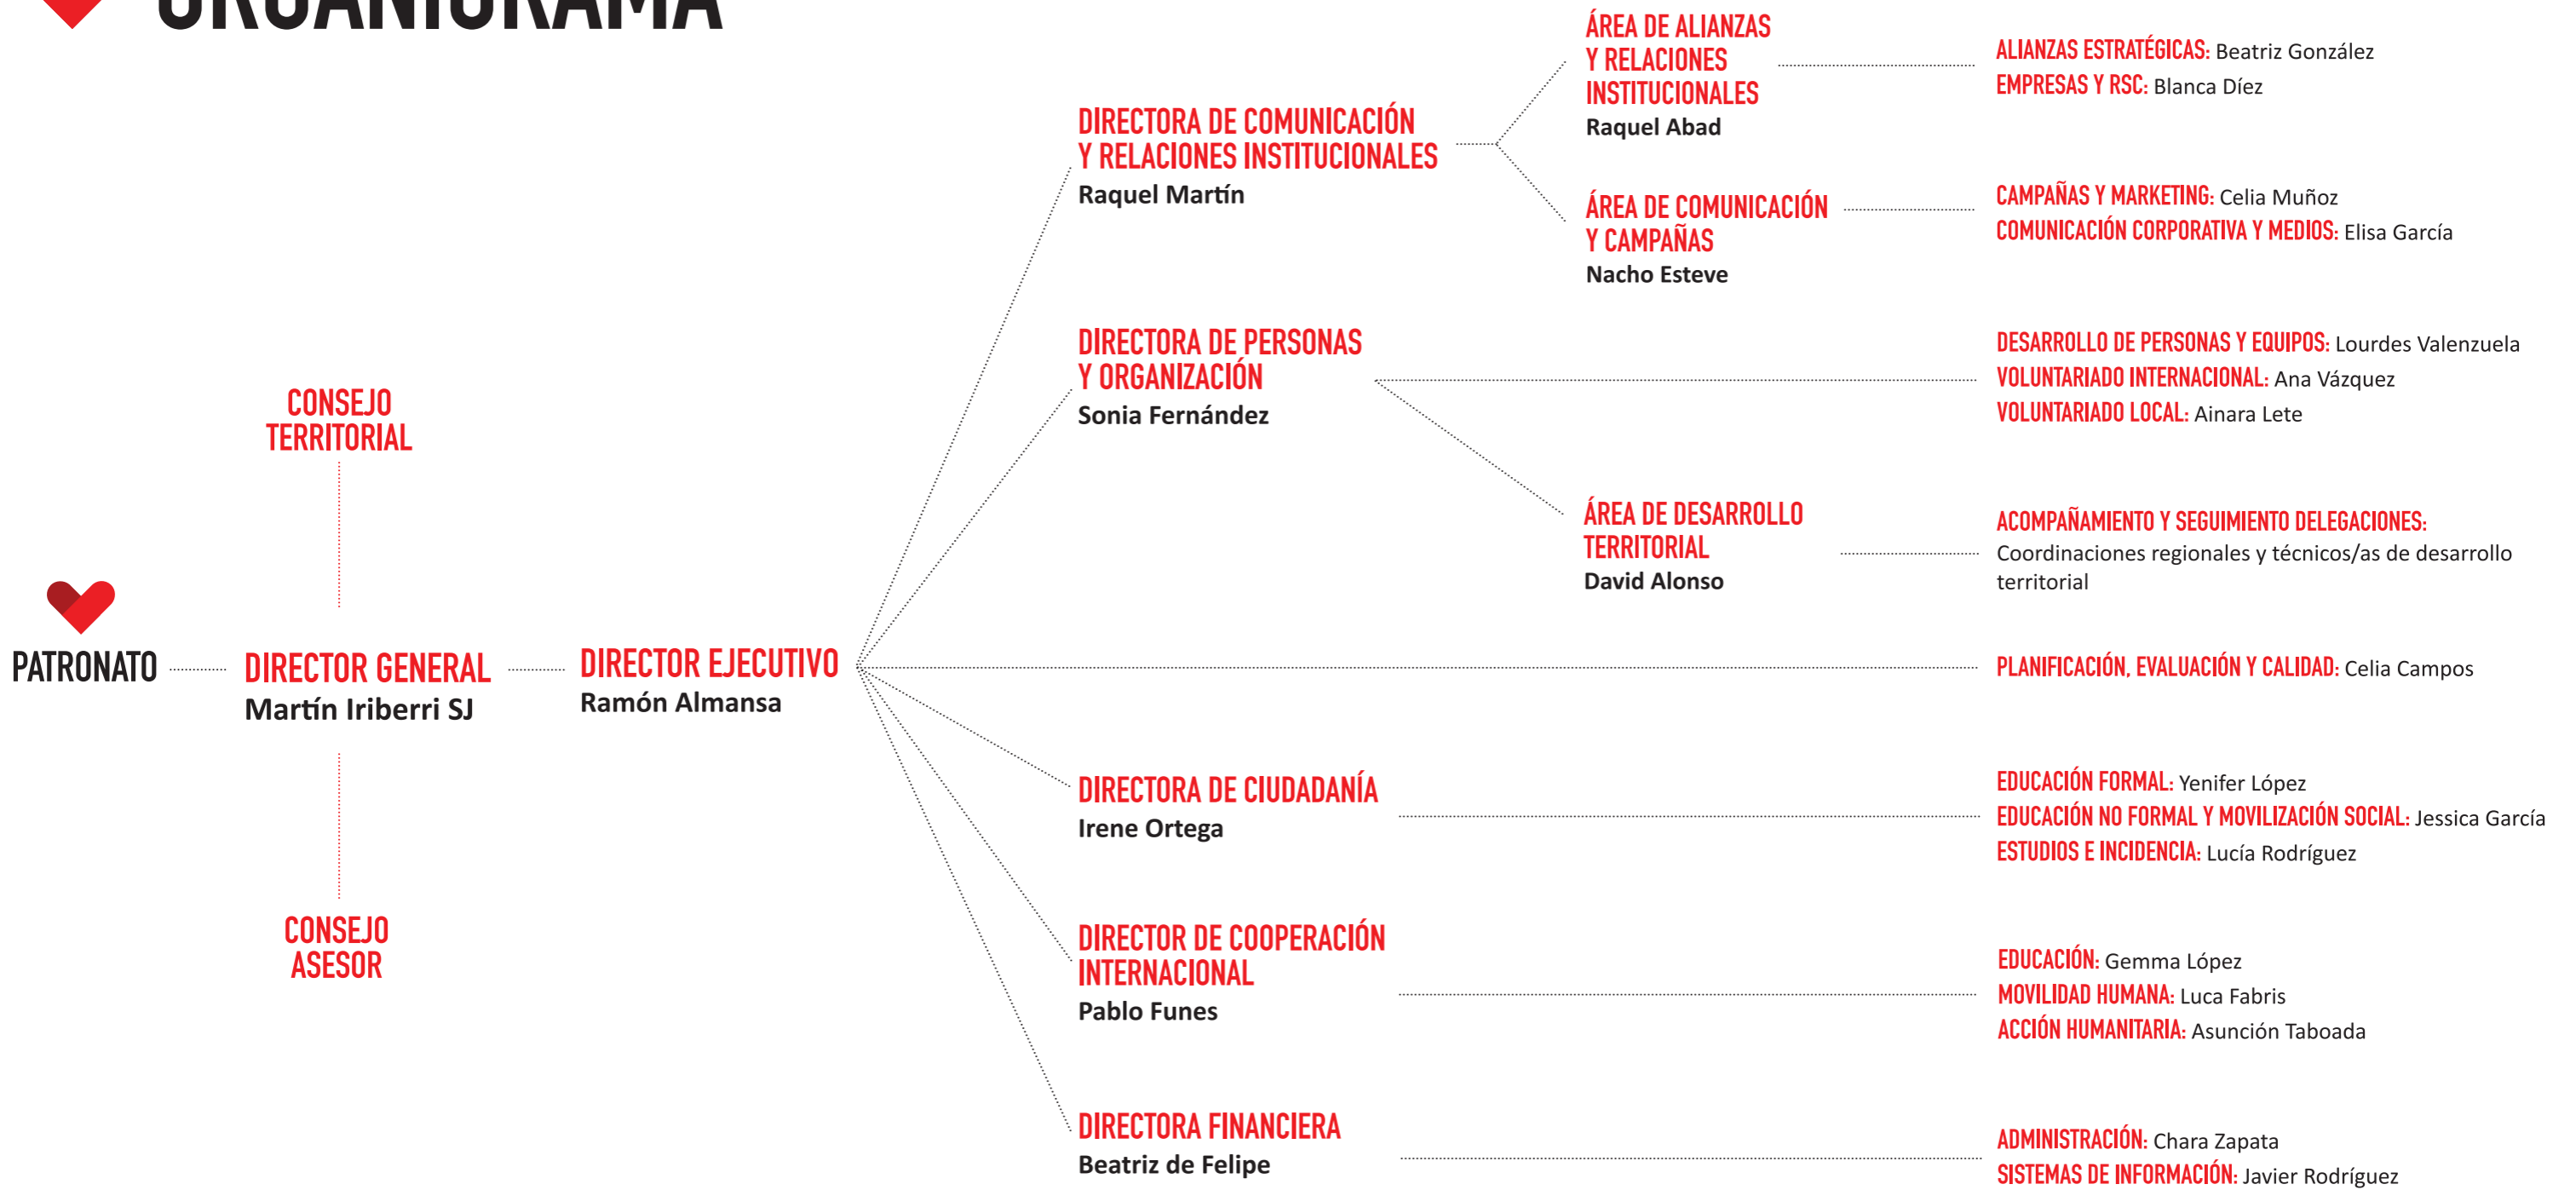 ORGANIGRAMA
PATRONATO
CONSEJO
TERRITORIAL
DIRECTOR GENERAL
Martín Iriberri SJ
CONSEJO
ASESOR
DIRECTOR EJECUTIVO
Ramón Almansa
DIRECTORA DE COMUNICACIÓN
Y RELACIONES INSTITUCIONALES
Raquel Martín
ÁREA DE ALIANZAS
Y RELACIONES
INSTITUCIONALES
Raquel Abad
ALIANZAS ESTRATÉGICAS: Beatriz González
EMPRESAS Y RSC: Blanca Díez
ÁREA DE COMUNICACIÓN
Y CAMPAÑAS
Nacho Esteve
CAMPAÑAS Y MARKETING: Celia Muñoz
COMUNICACIÓN CORPORATIVA Y MEDIOS: Elisa García
DIRECTORA DE PERSONAS
Y ORGANIZACIÓN
Sonia Fernández
DESARROLLO DE PERSONAS Y EQUIPOS: Lourdes Valenzuela
VOLUNTARIADO INTERNACIONAL: Ana Vázquez
VOLUNTARIADO LOCAL: Ainara Lete
ÁREA DE DESARROLLO
TERRITORIAL
David Alonso
ACOMPAÑAMIENTO Y SEGUIMIENTO DELEGACIONES:
Coordinaciones regionales y técnicos/as de desarrollo
territorial
PLANIFICACIÓN, EVALUACIÓN Y CALIDAD: Celia Campos
DIRECTORA DE CIUDADANÍA
Irene Ortega
EDUCACIÓN FORMAL: Yenifer López
EDUCACIÓN NO FORMAL Y MOVILIZACIÓN SOCIAL: Jessica García
ESTUDIOS E INCIDENCIA: Lucía Rodríguez
DIRECTOR DE COOPERACIÓN
INTERNACIONAL
Pablo Funes
EDUCACIÓN: Gemma López
MOVILIDAD HUMANA: Luca Fabris
ACCIÓN HUMANITARIA: Asunción Taboada
DIRECTORA FINANCIERA
Beatriz de Felipe
ADMINISTRACIÓN: Chara Zapata
SISTEMAS DE INFORMACIÓN: Javier Rodríguez